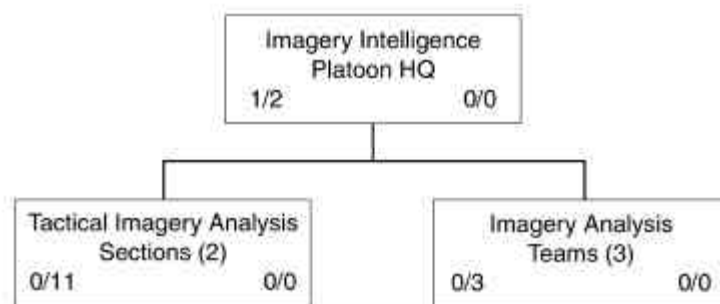 Imagery Intelligence
Platoon HQ
1/2 0/0
Tactical Imagery Analysis
Sections (2)
0/11 0/0
Imagery Analysis
Teams (3)
0/3 0/0